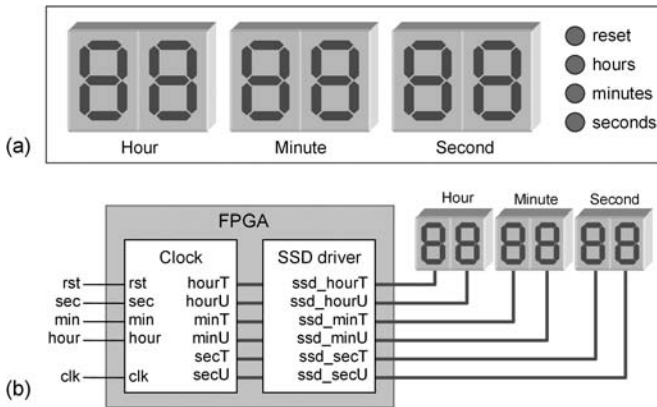 reset
hours
minutes
seconds
(a)
Hour Minute Second
Hour Minute Second
FPGA
Clock SSD driver
rst rst hourT ssd_hourT
sec sec hourU ssd_hourU
min min minT ssd_minT
hour hour minU ssd_minU
secT ssd_secT
clk clk secU ssd_secU
(b)